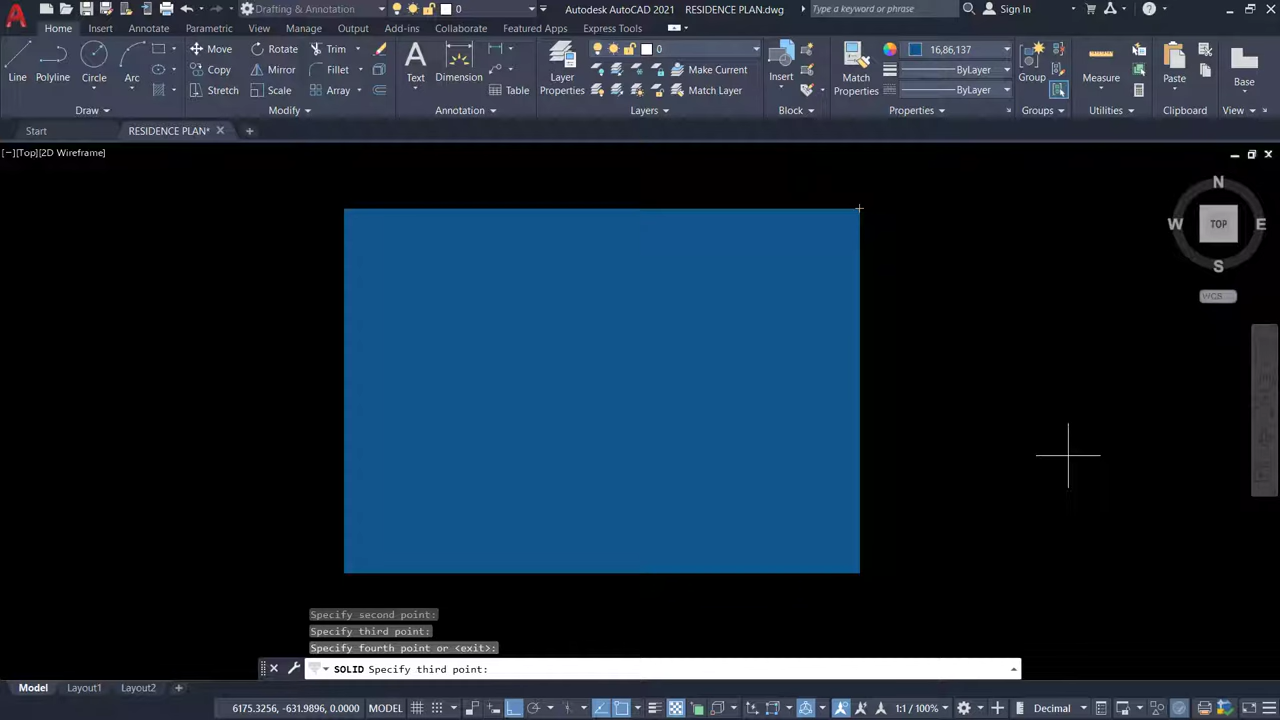 Drafting & Annotation 0 Autodesk AutoCAD 2021 RESIDENCE PLAN.dwg Type a keyword or phrase Sign In
Home Insert Annotate Parametric View Manage Output Add-ins Collaborate Featured Apps Express Tools
Line Polyline Circle Arc
Move Rotate Trim
Copy Mirror Fillet
Stretch Scale Array
Text Dimension Table
Layer Properties
0
Make Current
Match Layer
Insert
Match Properties
16,86,137
ByLayer
ByLayer
Group
Measure
Paste
Base
Draw Modify Annotation Layers Block Properties Groups Utilities Clipboard View
Start RESIDENCE PLAN*
[−][Top][2D Wireframe]
N
W TOP E
S
WCS
Specify second point:
Specify third point:
Specify fourth point or <exit>:
SOLID Specify third point:
Model Layout1 Layout2
6175.3256, -631.9896, 0.0000 MODEL 1:1 / 100% Decimal